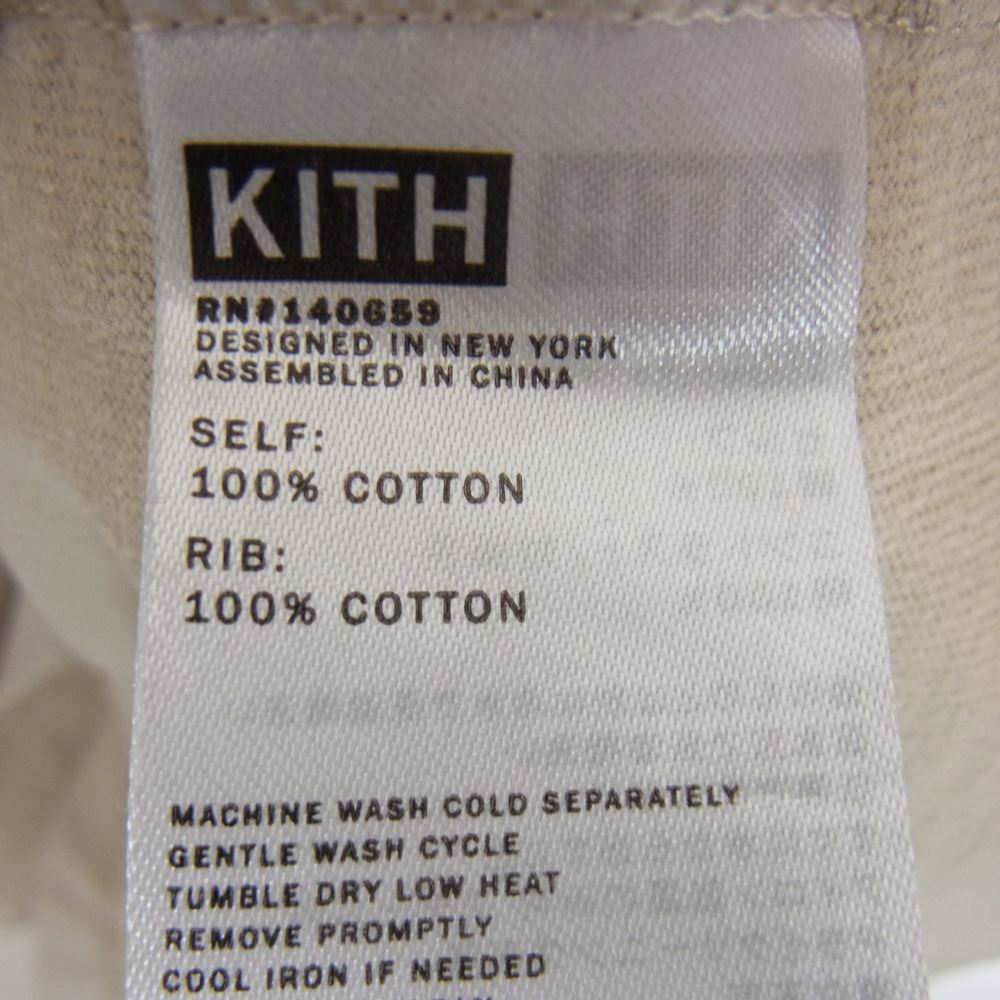 KITH
RN#140659
DESIGNED IN NEW YORK
ASSEMBLED IN CHINA
SELF:
100% COTTON
RIB:
100% COTTON
MACHINE WASH COLD SEPARATELY
GENTLE WASH CYCLE
TUMBLE DRY LOW HEAT
REMOVE PROMPTLY
COOL IRON IF NEEDED